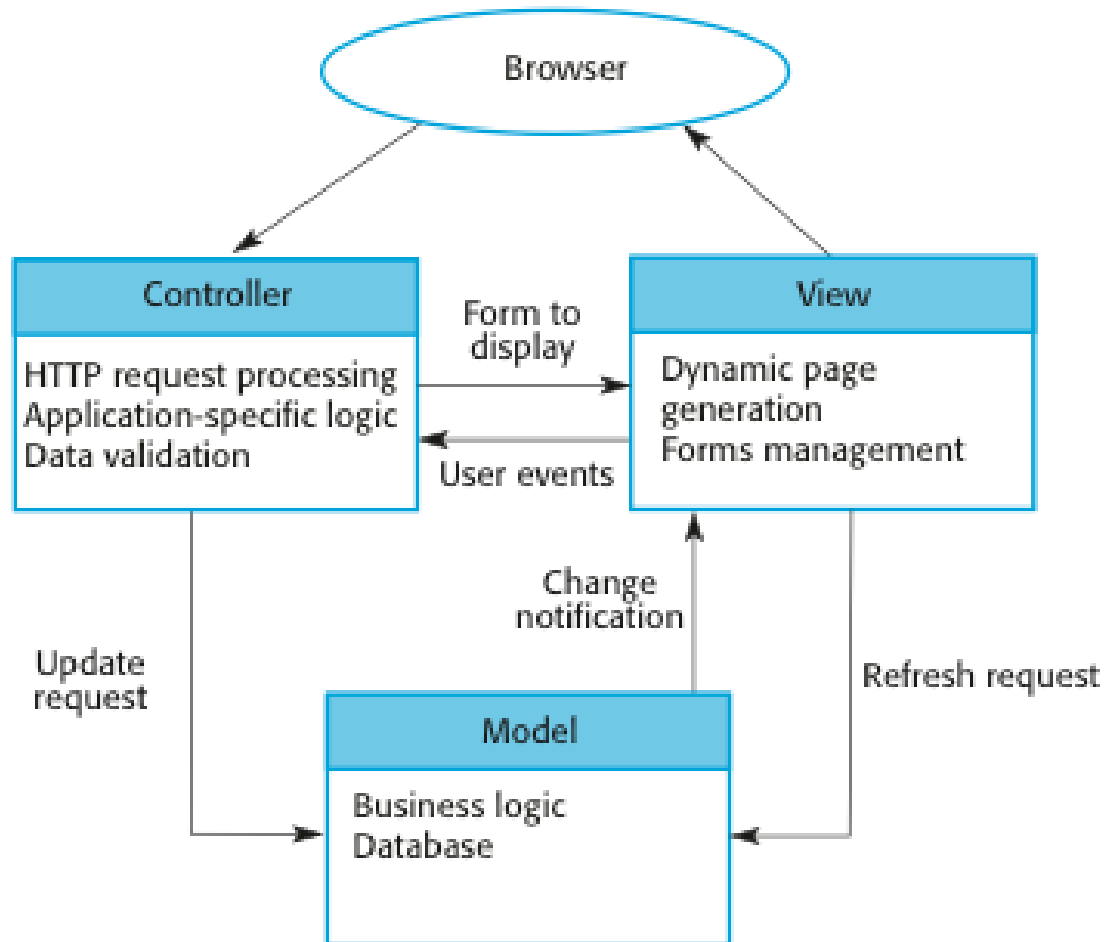 Browser
Controller
HTTP request processing
Application-specific logic
Data validation
Form to
display
User events
View
Dynamic page
generation
Forms management
Update
request
Change
notification
Refresh request
Model
Business logic
Database